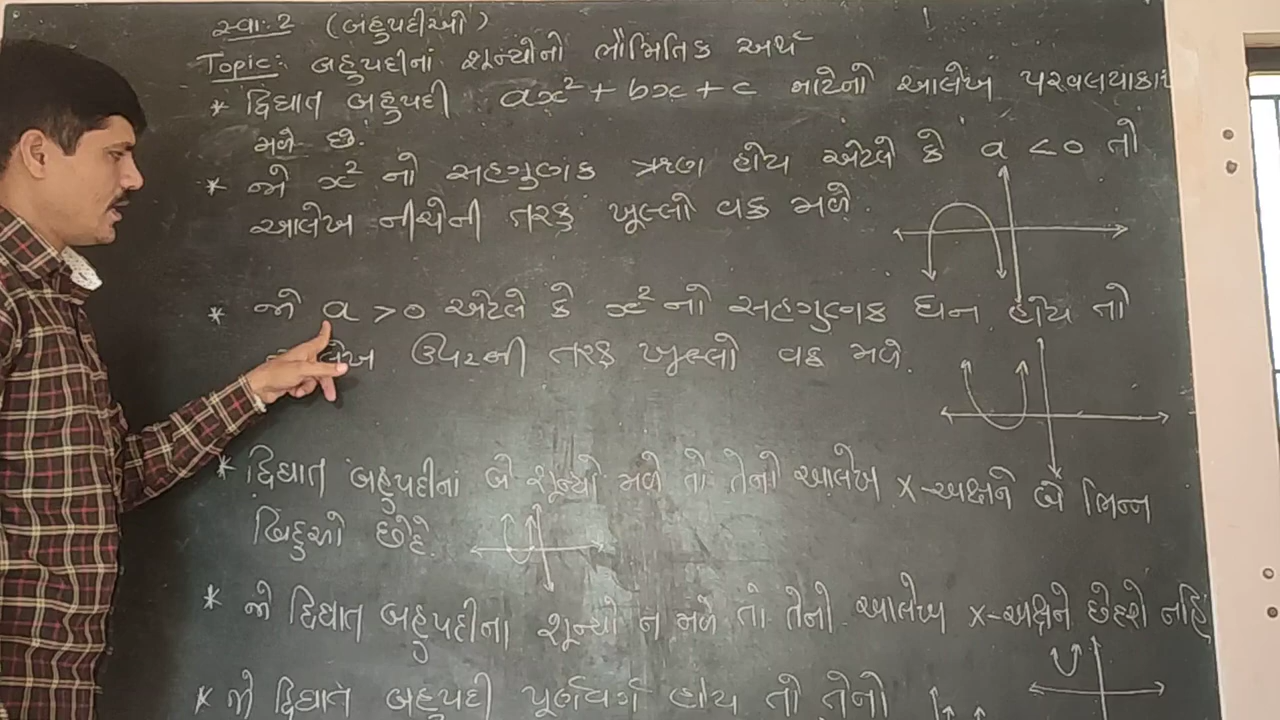 સ્વા. 2 (બહુપદીઓ)
Topic: બહુપદીનાં શૂન્યોનો ભૌમિતિક અર્થ
* દ્વિઘાત બહુપદી ax² + bx + c માટેનો આલેખ પરવલયાકાર
મળે છે.
* જો x² નો સહગુણક ઋણ હોય એટલે કે a < 0 તો
આલેખ નીચેની તરફ ખૂલ્લો વક્ર મળે.
* જો a > 0 એટલે કે x² નો સહગુણક ઘન હોય તો
ઉપરની તરફ ખૂલ્લો વક્ર મળે.
* દ્વિઘાત બહુપદીનાં બે શૂન્યો મળે તો તેનો આલેખ X-અક્ષને બે ભિન્ન
બિંદુઓ છેદે.
* જો દ્વિઘાત બહુપદીના શૂન્યો ન મળે તો તેનો આલેખ X-અક્ષને છેદશે નહિ
* જો દ્વિઘાત બહુપદી પૂર્ણવર્ગ હોય તો તેનો